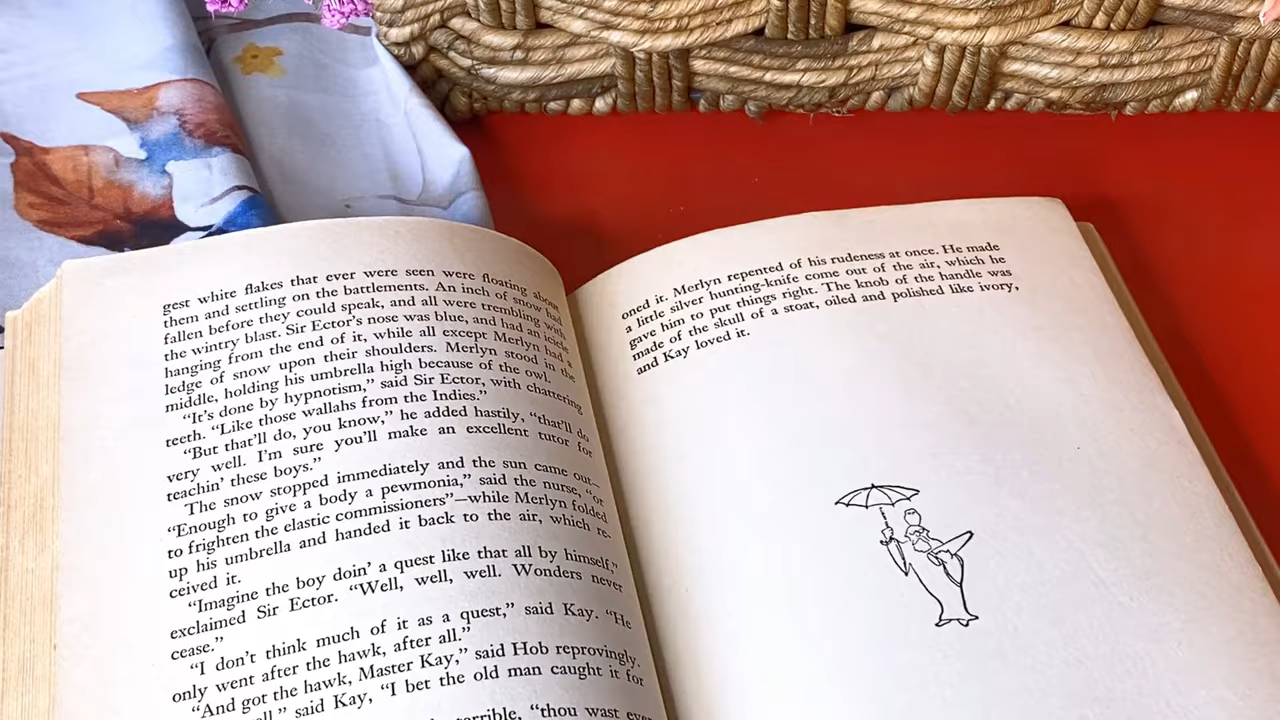 gest white flakes that ever were seen were floating about
them and settling on the battlements. An inch of snow had
fallen before they could speak, and all were trembling with
the wintry blast. Sir Ector's nose was blue, and had an icicle
hanging from the end of it, while all except Merlyn had a
ledge of snow upon their shoulders. Merlyn stood in the
middle, holding his umbrella high because of the owl.
"It's done by hypnotism," said Sir Ector, with chattering
teeth. "Like those wallahs from the Indies."
"But that'll do, you know," he added hastily, "that'll do
very well. I'm sure you'll make an excellent tutor for
teachin' these boys."
The snow stopped immediately and the sun came out—
"Enough to give a body a pewmonia," said the nurse, "or
to frighten the elastic commissioners"—while Merlyn folded
up his umbrella and handed it back to the air, which re-
ceived it.
"Imagine the boy doin' a quest like that all by himself,"
exclaimed Sir Ector. "Well, well, well. Wonders never
cease."
"I don't think much of it as a quest," said Kay. "He
only went after the hawk, after all."
"And got the hawk, Master Kay," said Hob reprovingly.
said Kay, "I bet the old man caught it for
terrible, "thou wast ever
oned it. Merlyn repented of his rudeness at once. He made
a little silver hunting-knife come out of the air, which he
gave him to put things right. The knob of the handle was
made of the skull of a stoat, oiled and polished like ivory,
and Kay loved it.